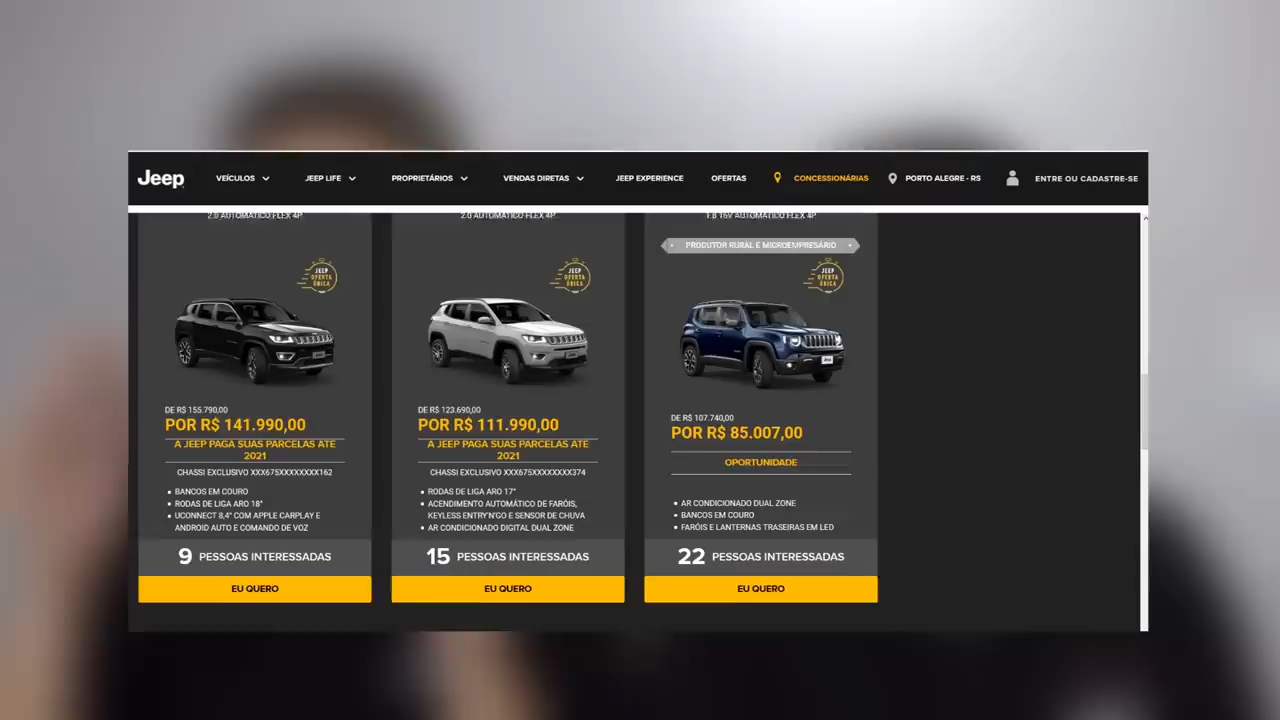 Jeep
VEÍCULOS
JEEP LIFE
PROPRIETÁRIOS
VENDAS DIRETAS
JEEP EXPERIENCE
OFERTAS
CONCESSIONÁRIAS
PORTO ALEGRE - RS
ENTRE OU CADASTRE-SE
2.0 AUTOMÁTICO FLEX 4P
JEEP
OFERTA
ÚNICA
DE R$ 155.790,00
POR R$ 141.990,00
A JEEP PAGA SUAS PARCELAS ATE
2021
CHASSI EXCLUSIVO XXX675XXXXXXXX162
BANCOS EM COURO
RODAS DE LIGA ARO 18"
UCONNECT 8,4" COM APPLE CARPLAY E
ANDROID AUTO E COMANDO DE VOZ
9 PESSOAS INTERESSADAS
EU QUERO
2.0 AUTOMÁTICO FLEX 4P
JEEP
OFERTA
ÚNICA
DE R$ 123.690,00
POR R$ 111.990,00
A JEEP PAGA SUAS PARCELAS ATE
2021
CHASSI EXCLUSIVO XXX675XXXXXXXX374
RODAS DE LIGA ARO 17"
ACENDIMENTO AUTOMÁTICO DE FARÓIS,
KEYLESS ENTRY'N'GO E SENSOR DE CHUVA
AR CONDICIONADO DIGITAL DUAL ZONE
15 PESSOAS INTERESSADAS
EU QUERO
1.8 16V AUTOMÁTICO FLEX 4P
PRODUTOR RURAL E MICROEMPRESÁRIO
JEEP
OFERTA
ÚNICA
DE R$ 107.740,00
POR R$ 85.007,00
OPORTUNIDADE
AR CONDICIONADO DUAL ZONE
BANCOS EM COURO
FARÓIS E LANTERNAS TRASEIRAS EM LED
22 PESSOAS INTERESSADAS
EU QUERO